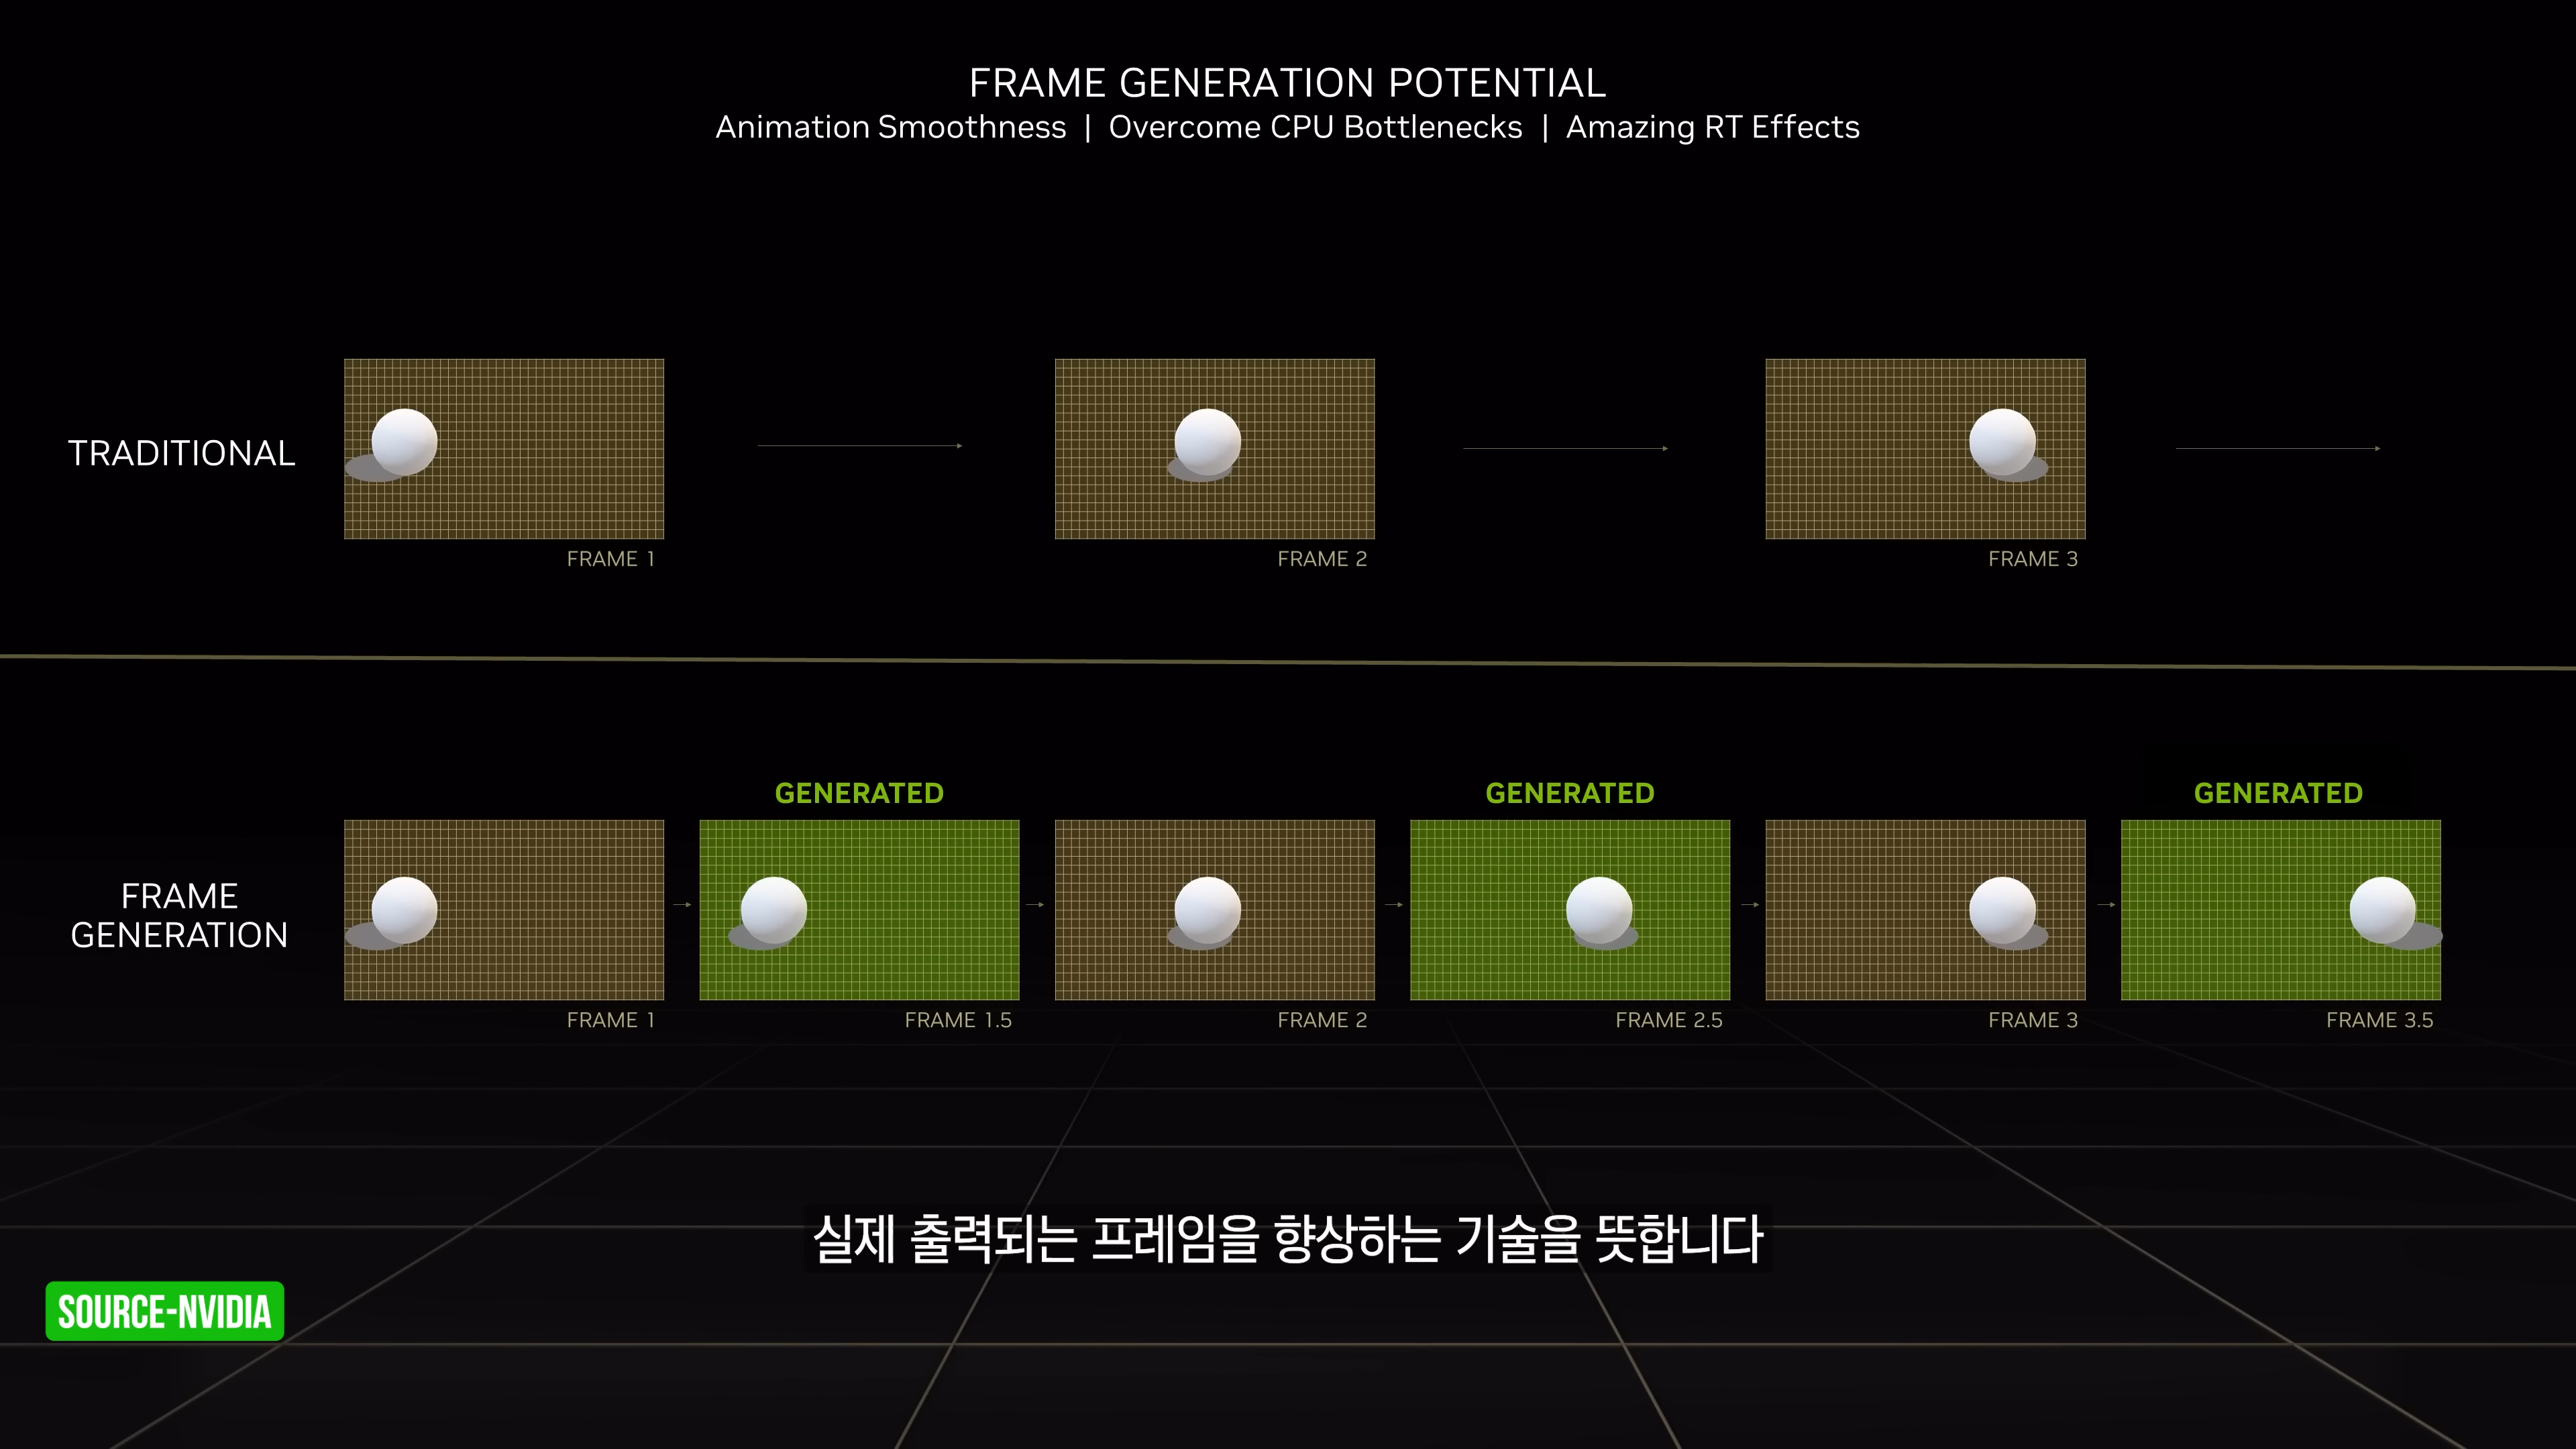 FRAME GENERATION POTENTIAL
Animation Smoothness | Overcome CPU Bottlenecks | Amazing RT Effects
TRADITIONAL
FRAME 1
FRAME 2
FRAME 3
GENERATED
GENERATED
GENERATED
FRAME
GENERATION
FRAME 1
FRAME 1.5
FRAME 2
FRAME 2.5
FRAME 3
FRAME 3.5
실제 출력되는 프레임을 향상하는 기술을 뜻합니다
SOURCE-NVIDIA